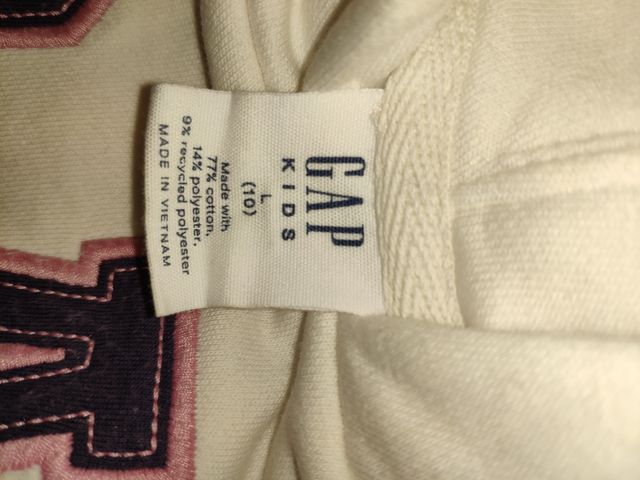 GAP
KIDS
L
(10)
Made with
77% cotton,
14% polyester,
9% recycled polyester
MADE IN VIETNAM